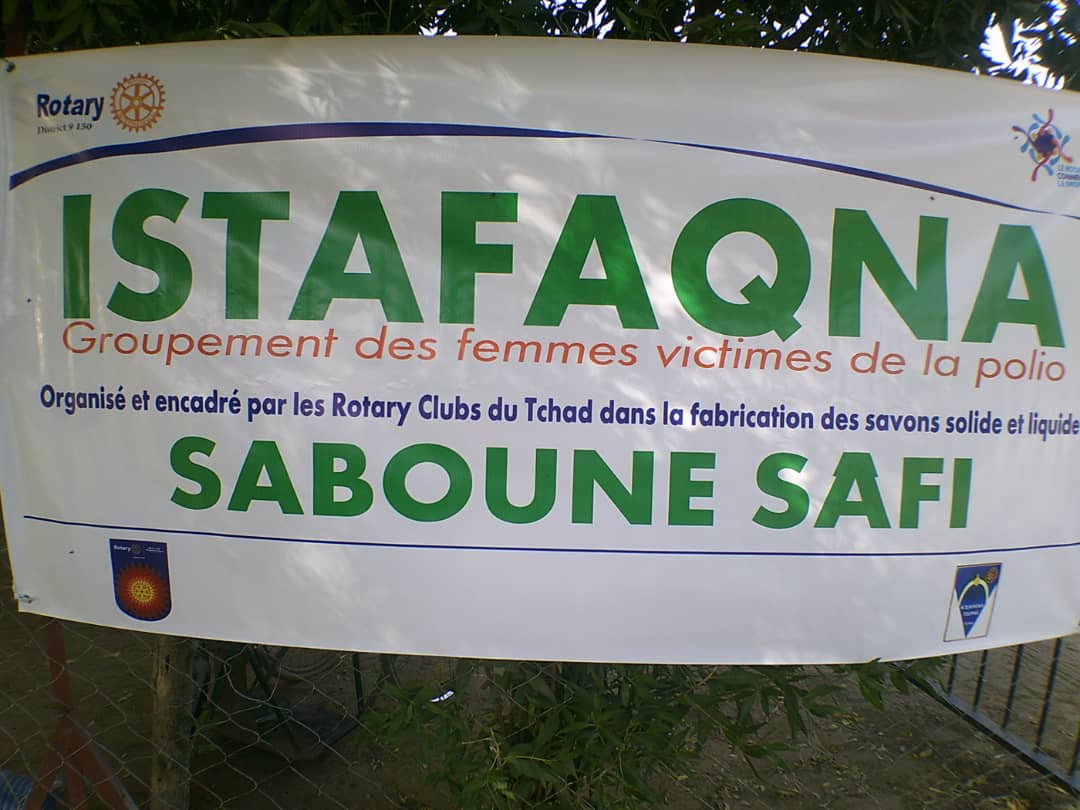 Rotary
District 9150
ISTAFAQNA
Groupement des femmes victimes de la polio
Organisé et encadré par les Rotary Clubs du Tchad dans la fabrication des savons solide et liquide
SABOUNE SAFI
Rotary